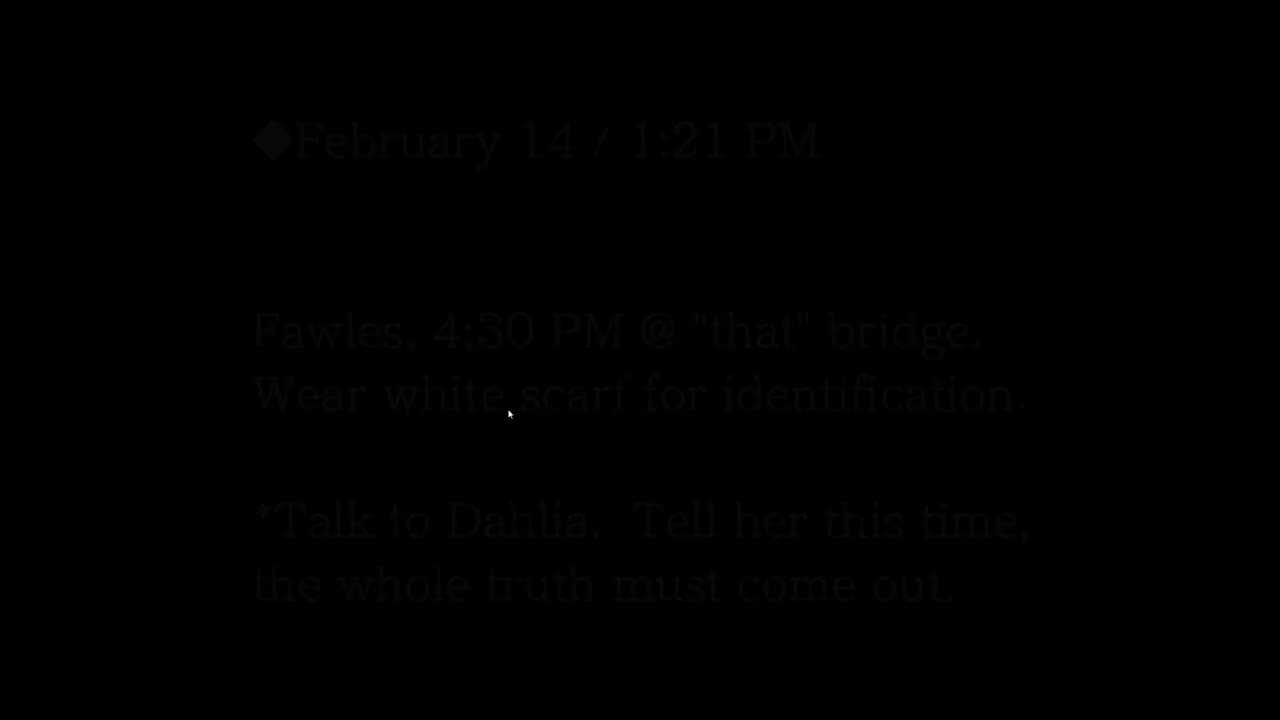 ◆February 14 / 1:21 PM
Fawles, 4:30 PM @ "that" bridge.
Wear white scarf for identification.
*Talk to Dahlia.  Tell her this time,
the whole truth must come out.